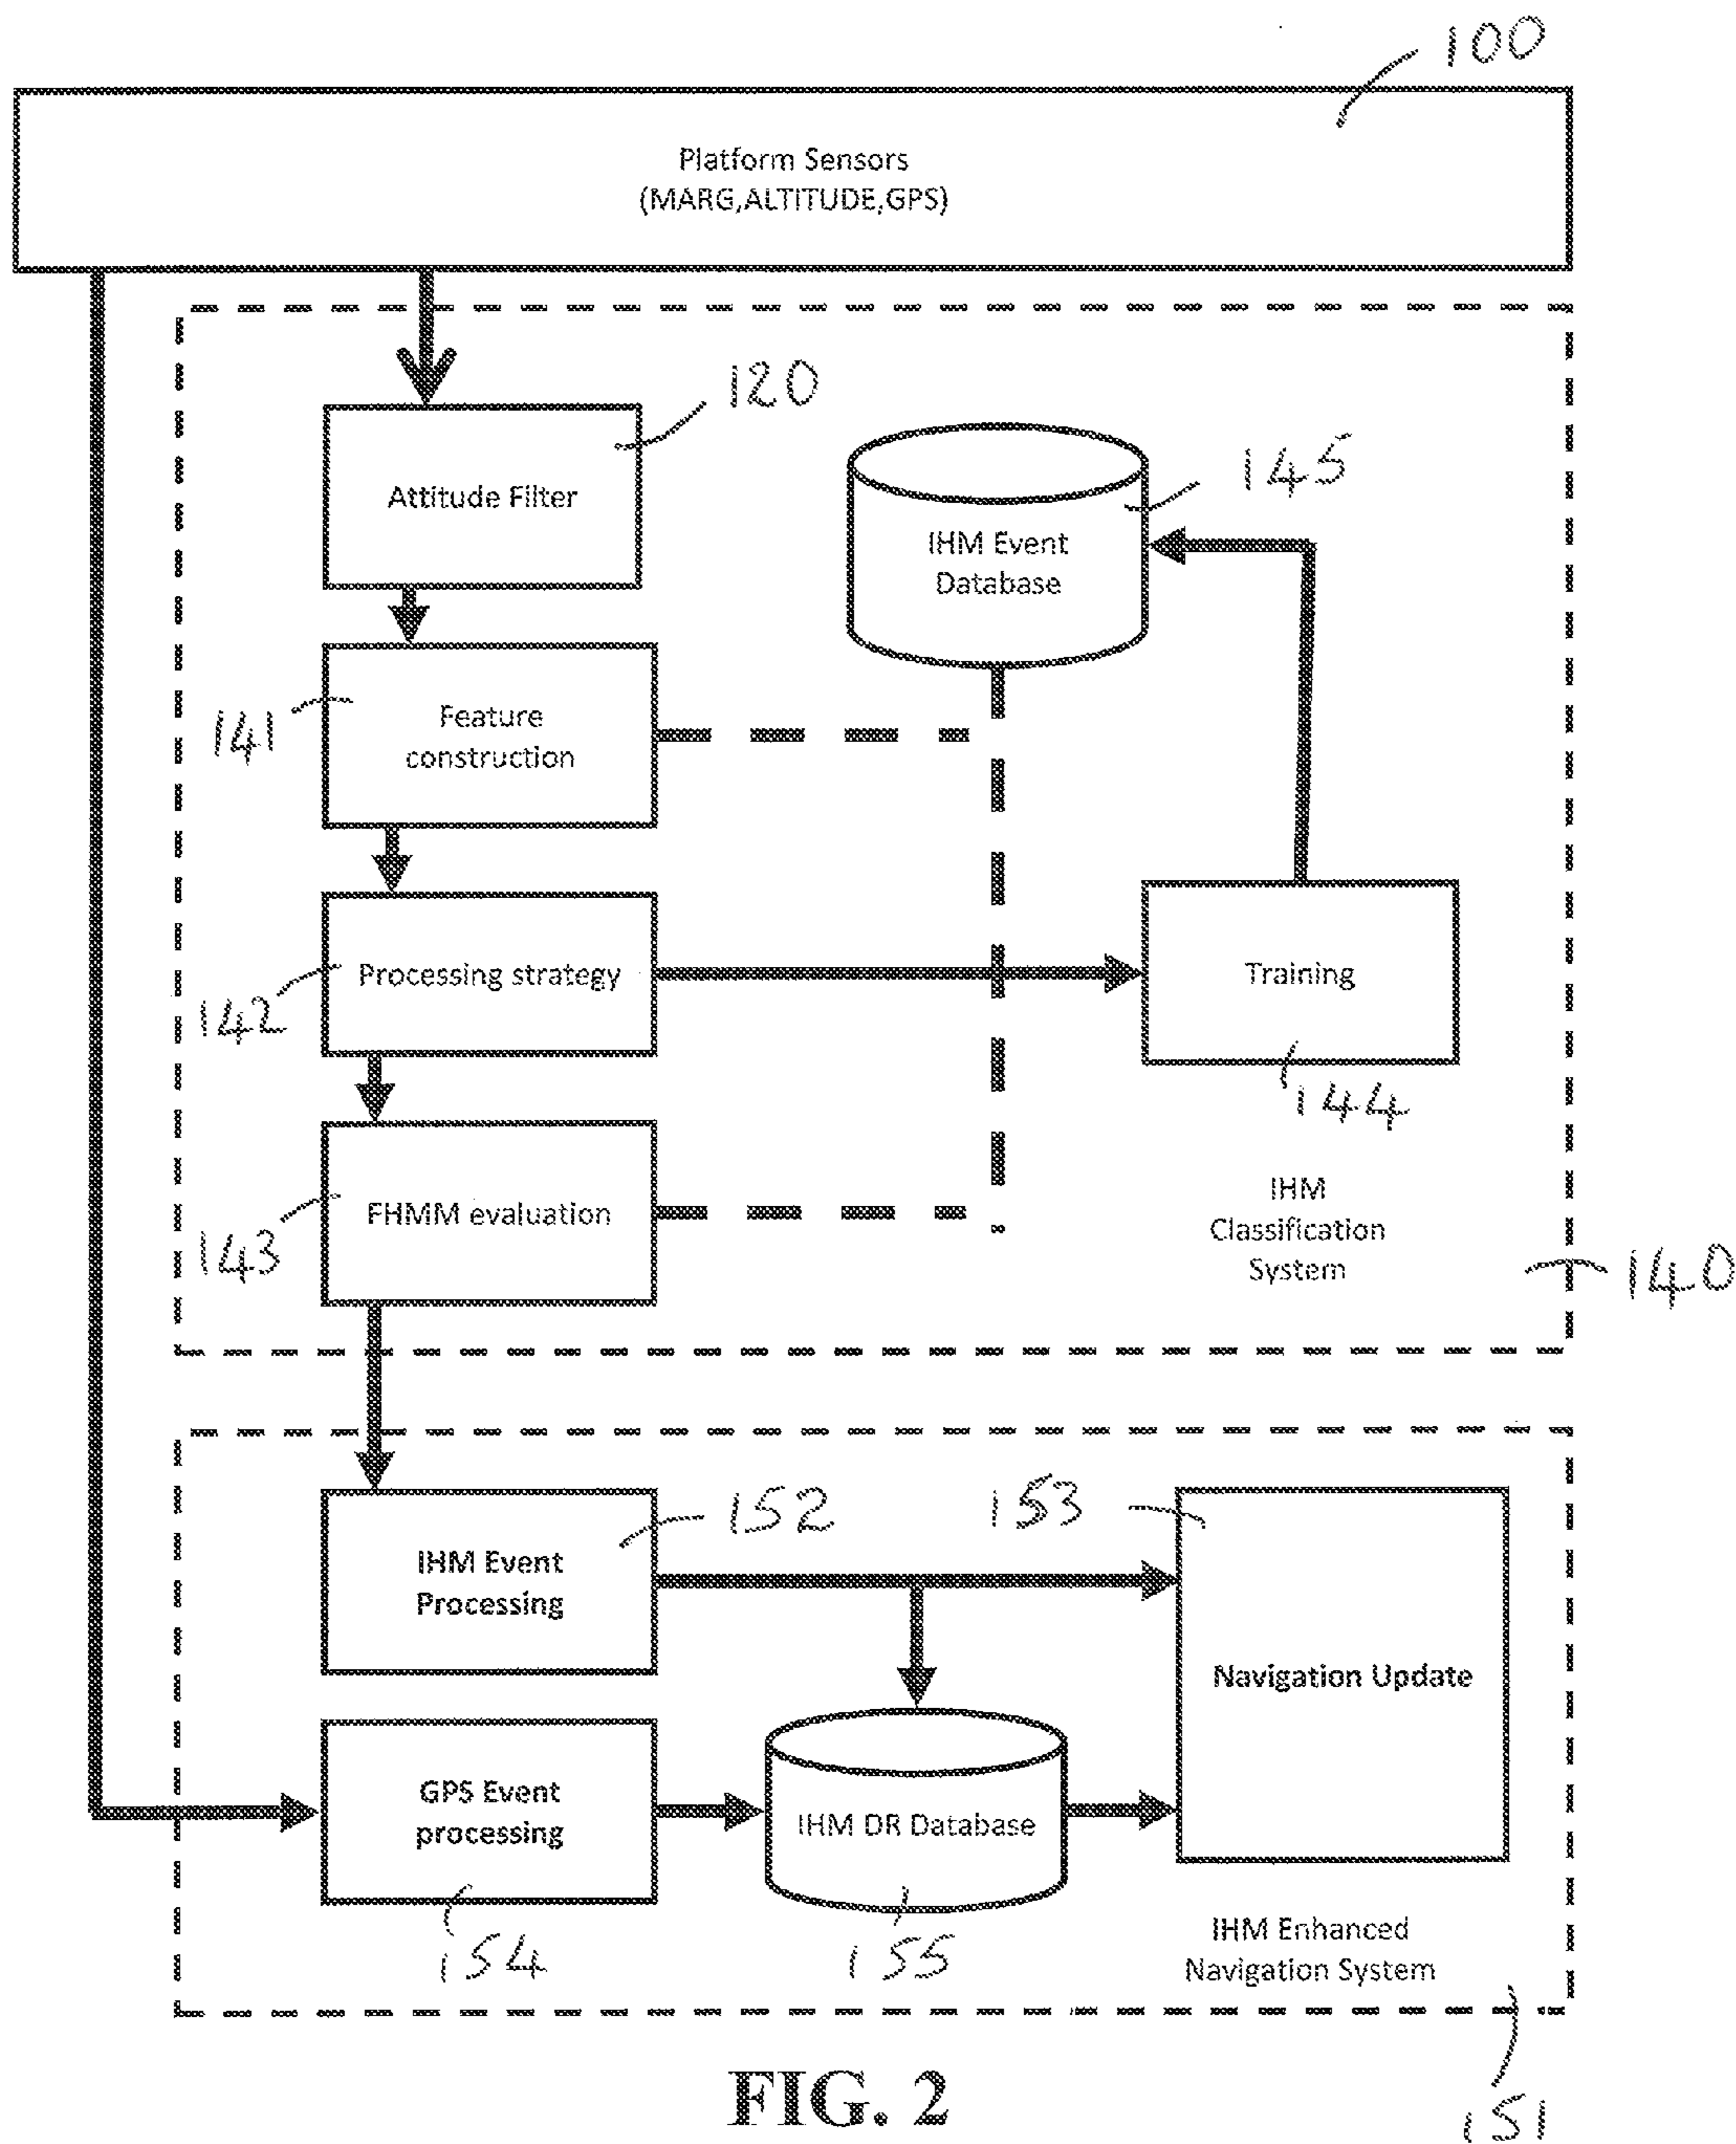 100
Platform Sensors
(MARG,ALTITUDE,GPS)
120
Attitude Filter
145
IHM Event
Database
141
Feature
construction
142
Processing strategy
Training
144
143
FHMM evaluation
IHM
Classification
System
140
IHM Event
Processing
152
153
Navigation Update
GPS Event
processing
IHM DR Database
154
155
IHM Enhanced
Navigation System
151
FIG. 2